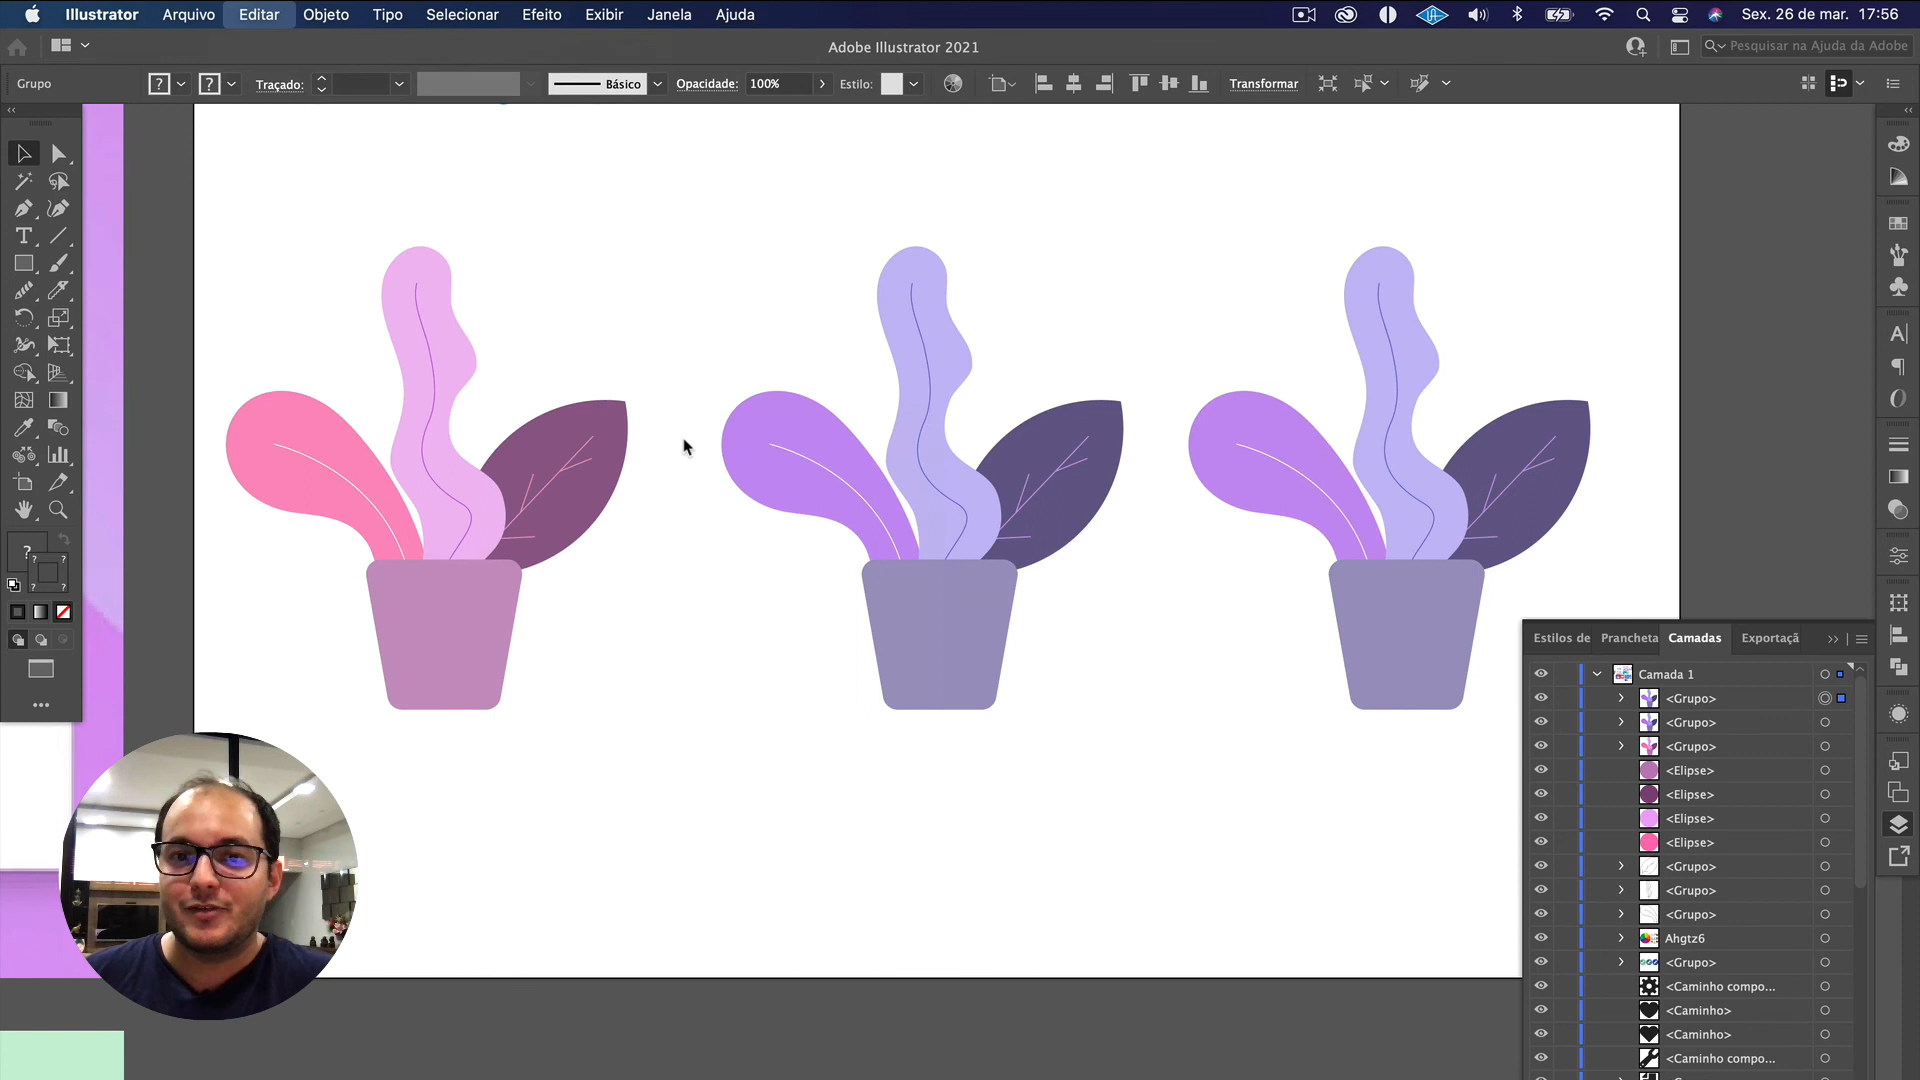 Illustrator Arquivo Editar Objeto Tipo Selecionar Efeito Exibir Janela Ajuda Sex. 26 de mar. 17:56
Adobe Illustrator 2021
Pesquisar na Ajuda da Adobe
Grupo ? ? Traçado: Básico Opacidade: 100% Estilo: Transformar
Estilos de Prancheta Camadas Exportaçã
Camada 1
<Grupo>
<Grupo>
<Grupo>
<Elipse>
<Elipse>
<Elipse>
<Elipse>
<Grupo>
<Grupo>
<Grupo>
Ahgtz6
<Grupo>
<Caminho compo...
<Caminho>
<Caminho>
<Caminho compo...